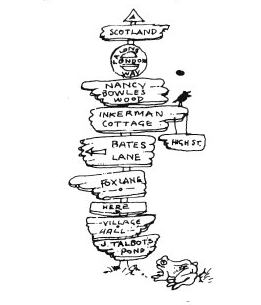 SCOTLAND
LONDON
WAY
NANCY
BOWLES
WOOD
INKERMAN
COTTAGE
HIGH ST.
BATES
LANE
FOX LANE
HERE
VILLAGE
HALL
J. TALBOTS
POND